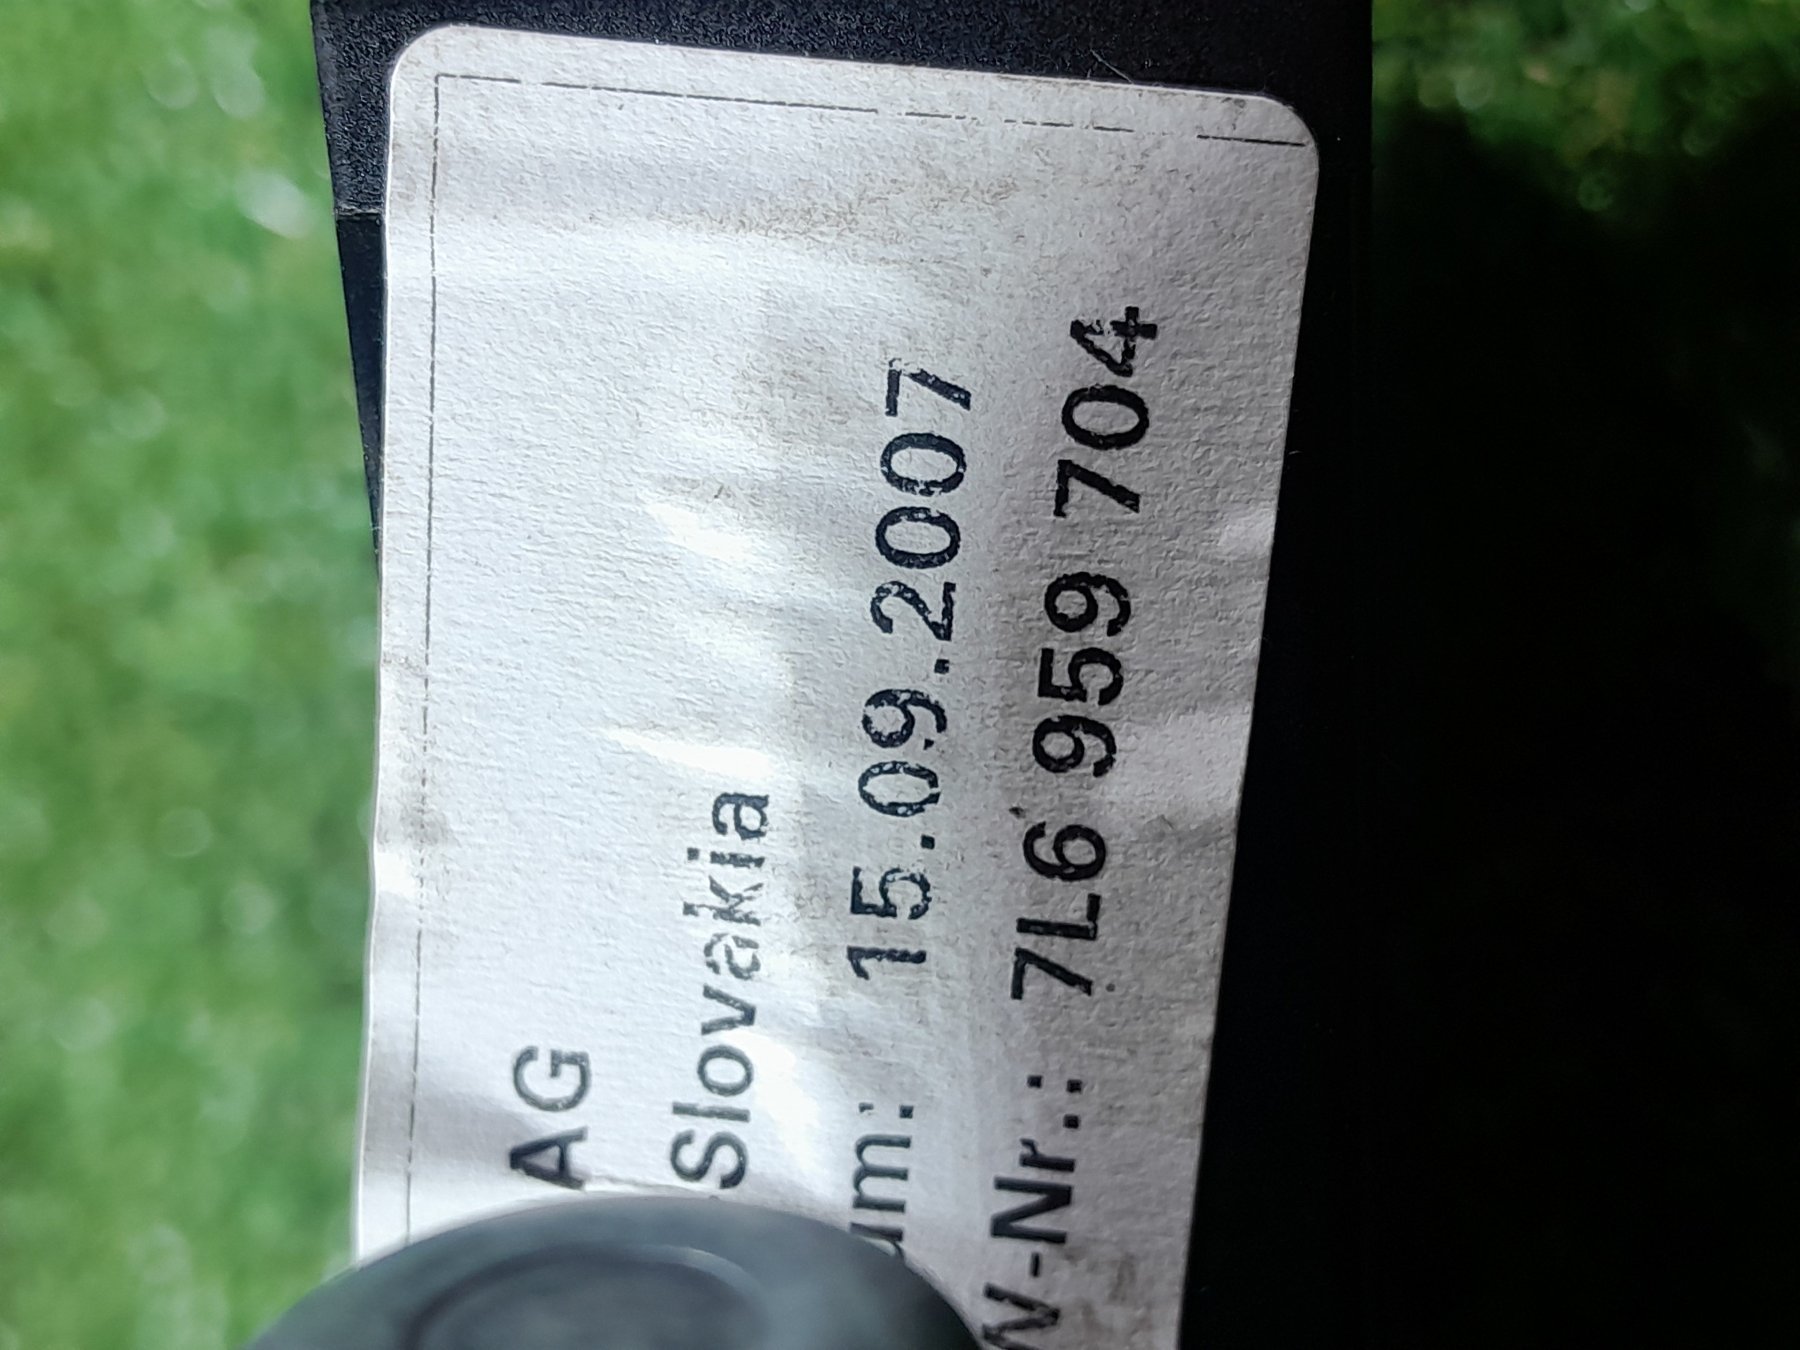 AG
Slovakia
um: 15.09.2007
W-Nr.: 7L6 959 704